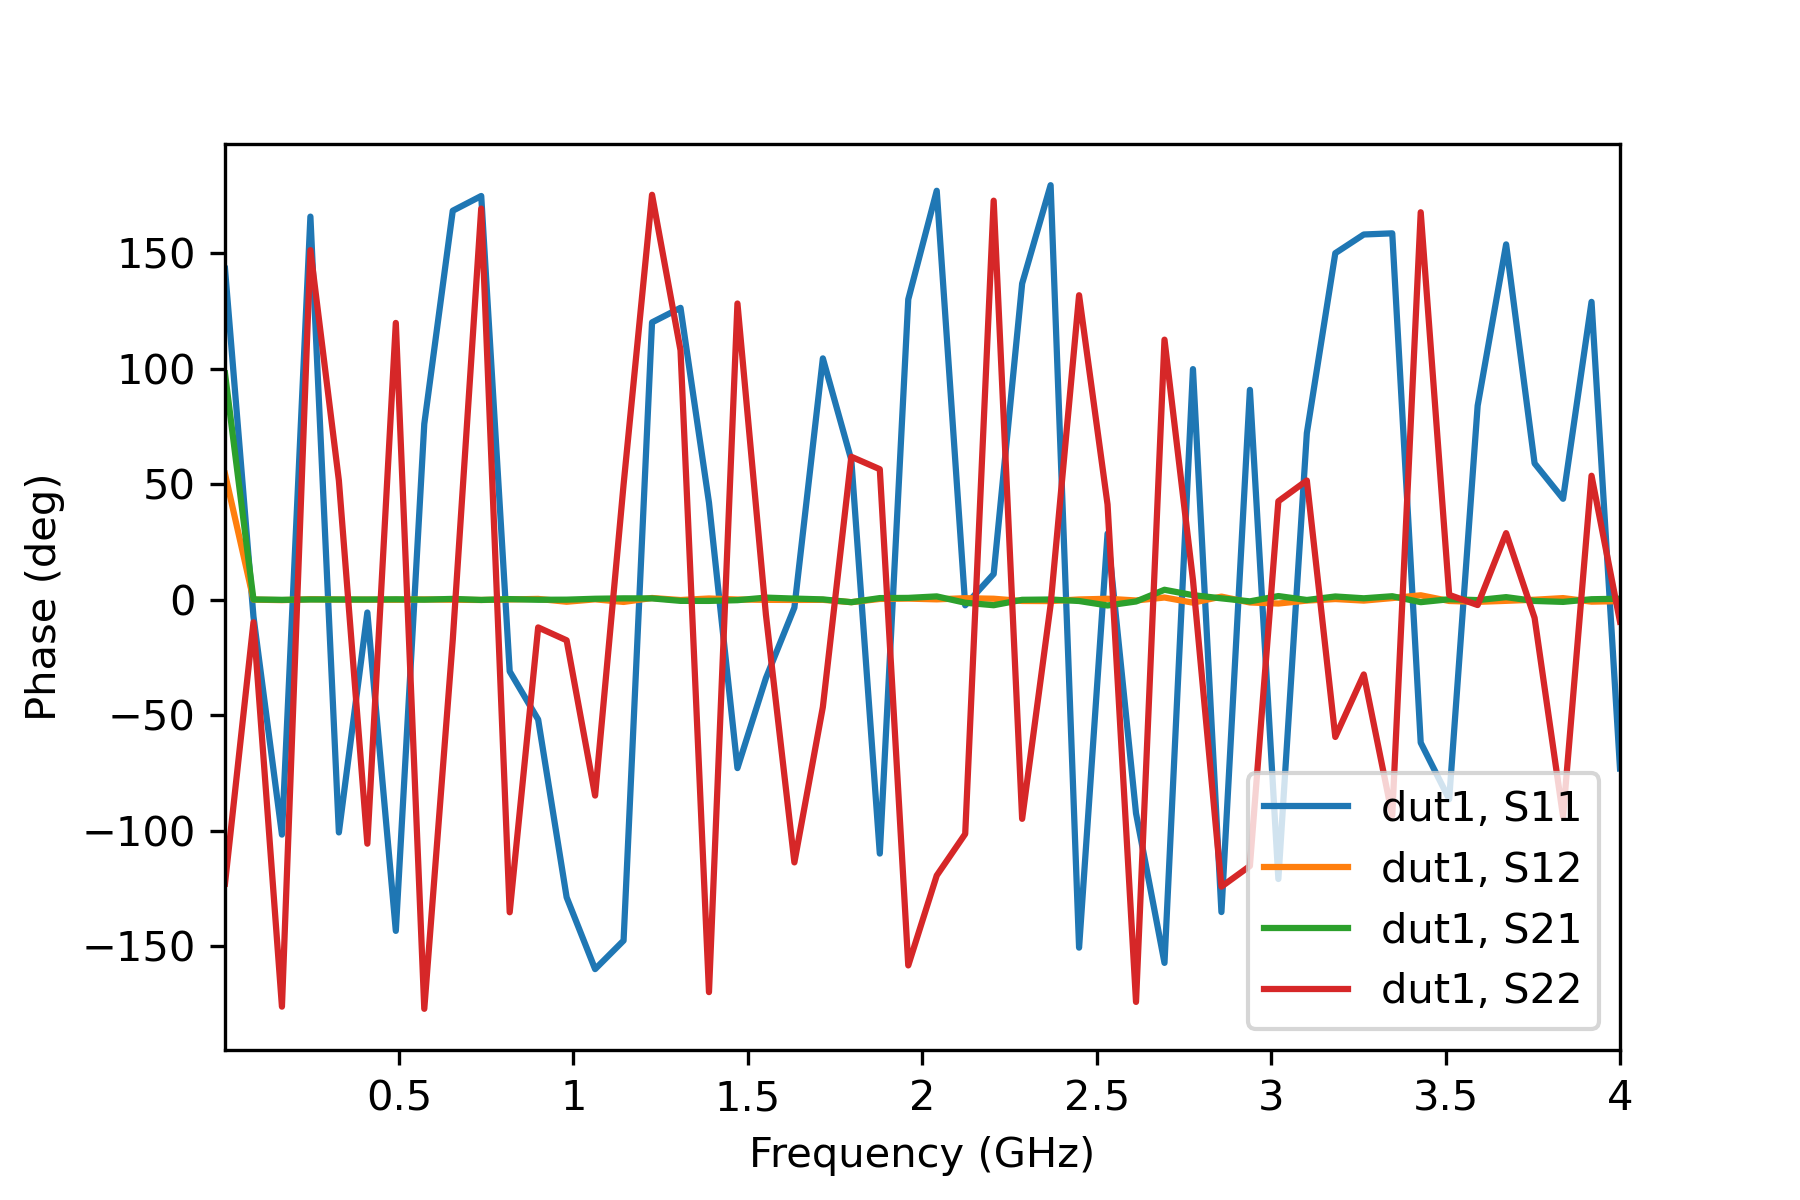 Phase (deg)
150
100
50
0
−50
−100
−150
dut1, S11
dut1, S12
dut1, S21
dut1, S22
0.5
1
1.5
2
2.5
3
3.5
4
Frequency (GHz)